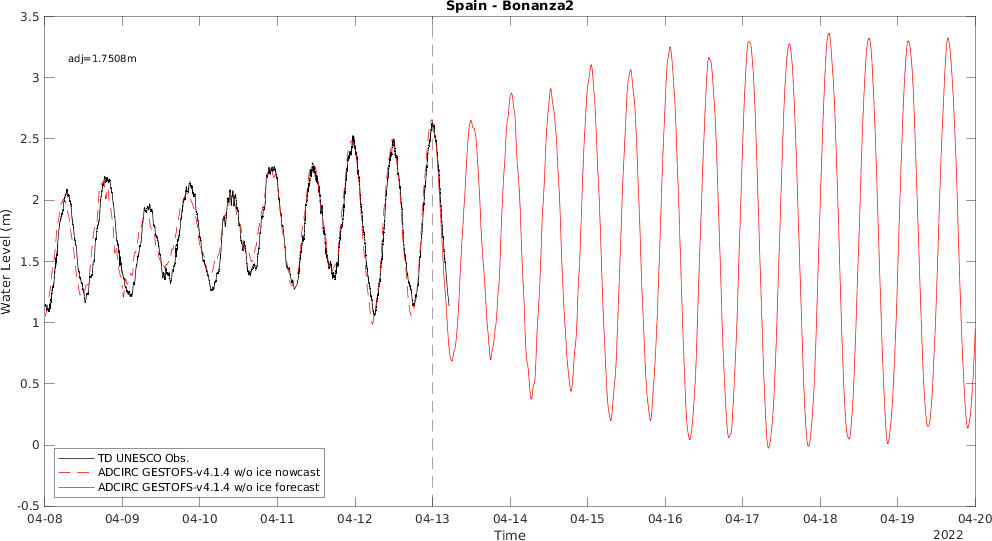 Spain - Bonanza2
adj=1.7508m
3.5
3
2.5
2
1.5
1
0.5
0
-0.5
Water Level (m)
TD UNESCO Obs.
ADCIRC GESTOFS-v4.1.4 w/o ice nowcast
ADCIRC GESTOFS-v4.1.4 w/o ice forecast
04-08 04-09 04-10 04-11 04-12 04-13 04-14 04-15 04-16 04-17 04-18 04-19 04-20
Time
2022